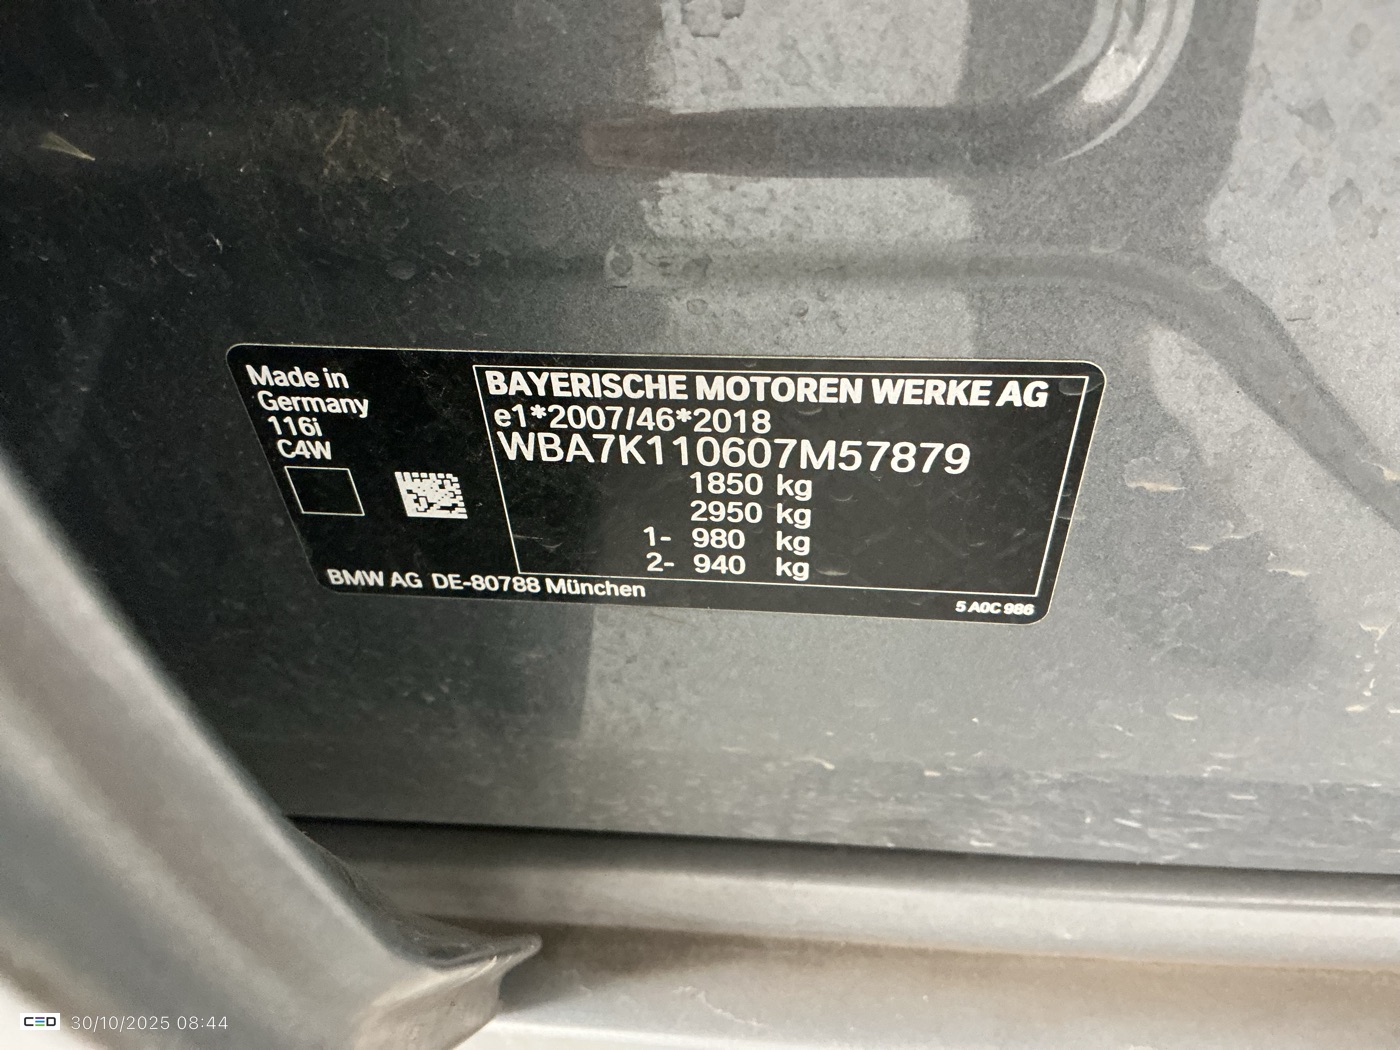 Made in
Germany
116i
C4W
BAYERISCHE MOTOREN WERKE AG
e1*2007/46*2018
WBA7K110607M57879
1850 kg
2950 kg
1- 980 kg
2- 940 kg
BMW AG DE-80788 München
5 A0C 986
CED 30/10/2025 08:44